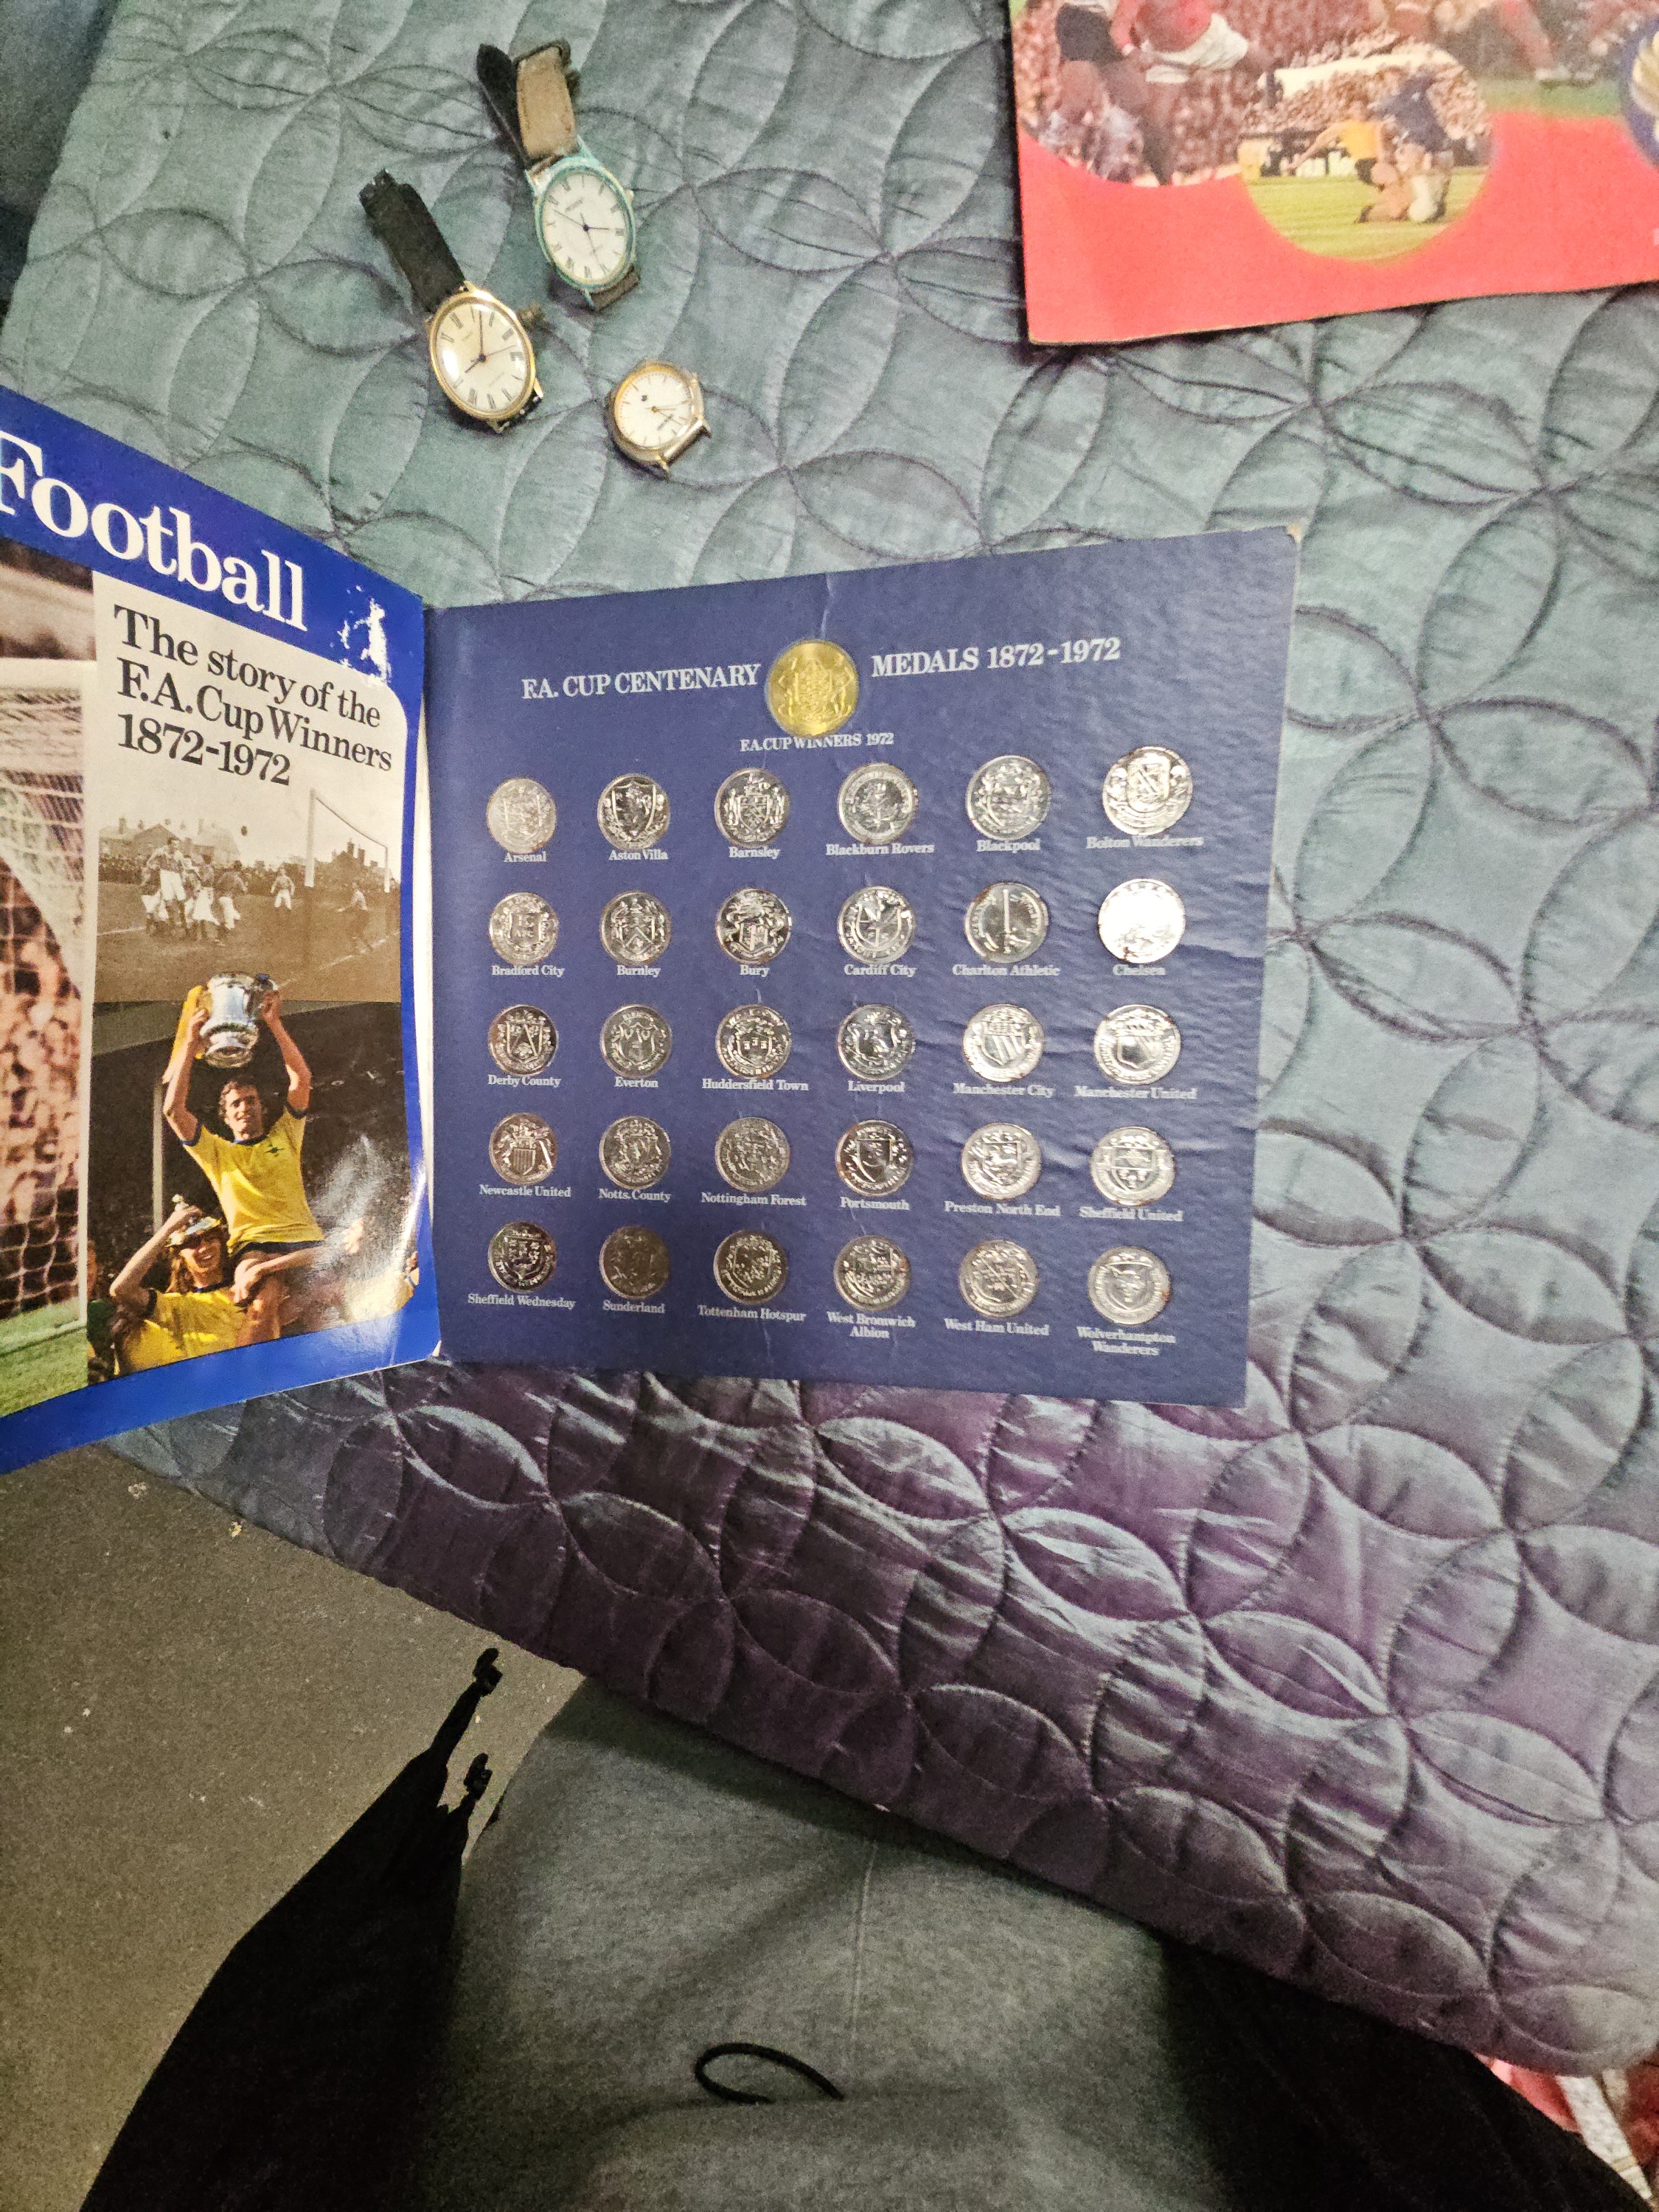 Football
The story of the
F.A. Cup Winners
1872-1972
F.A. CUP CENTENARY MEDALS 1872-1972
F.A. CUP WINNERS 1972
Arsenal
Aston Villa
Barnsley
Blackburn Rovers
Blackpool
Bolton Wanderers
Bradford City
Burnley
Bury
Cardiff City
Charlton Athletic
Chelsea
Derby County
Everton
Huddersfield Town
Liverpool
Manchester City
Manchester United
Newcastle United
Notts. County
Nottingham Forest
Portsmouth
Preston North End
Sheffield United
Sheffield Wednesday
Sunderland
Tottenham Hotspur
West Bromwich
Albion
West Ham United
Wolverhampton
Wanderers